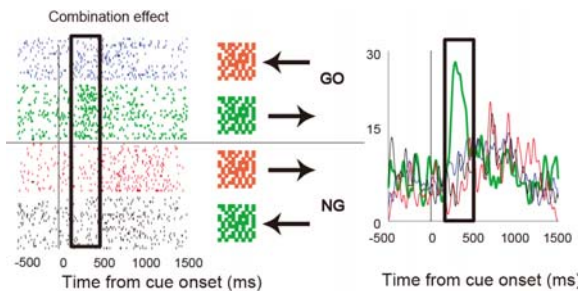 Combination effect
GO
NG
-500 0 500 1000 1500
Time from cue onset (ms)
30
15
0
-500 0 500 1000 1500
Time from cue onset (ms)